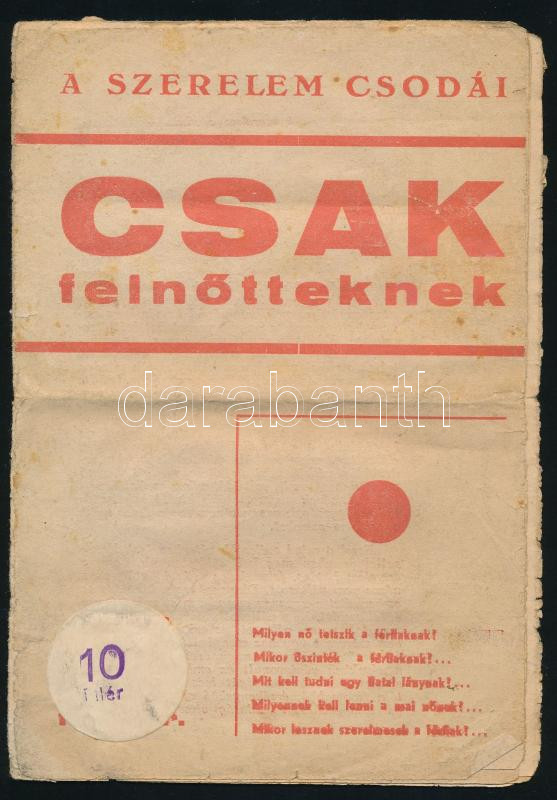 A SZERELEM CSODÁI
CSAK
felnőtteknek
darabanth
Milyen nő tetszik a férfiaknak?
Mikor őszinték a férfiaknak?...
Mit kell tudni egy fiatal lánynak?...
Milyennek kell lenni a mai nőnek?...
Mikor lesznek szerelmesek a férfiak?...
10
fillér